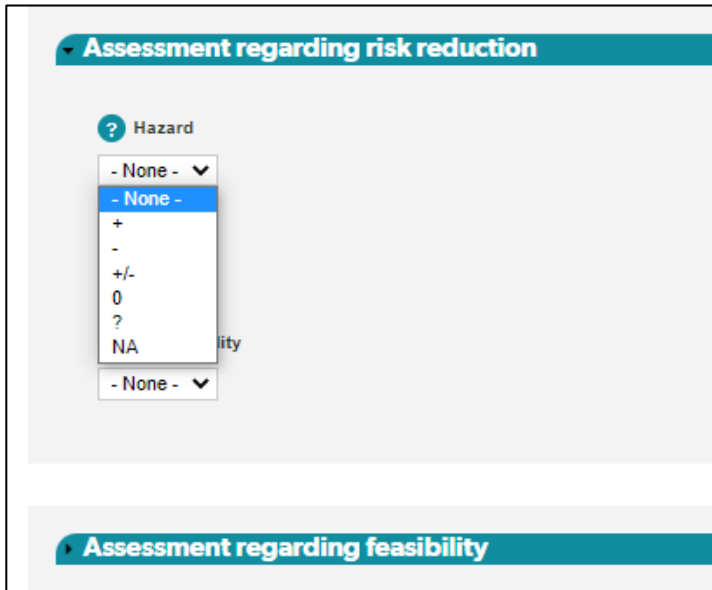 Assessment regarding risk reduction
? Hazard
- None -
- None -
+
-
+/-
0
?
NA
lity
- None -
Assessment regarding feasibility